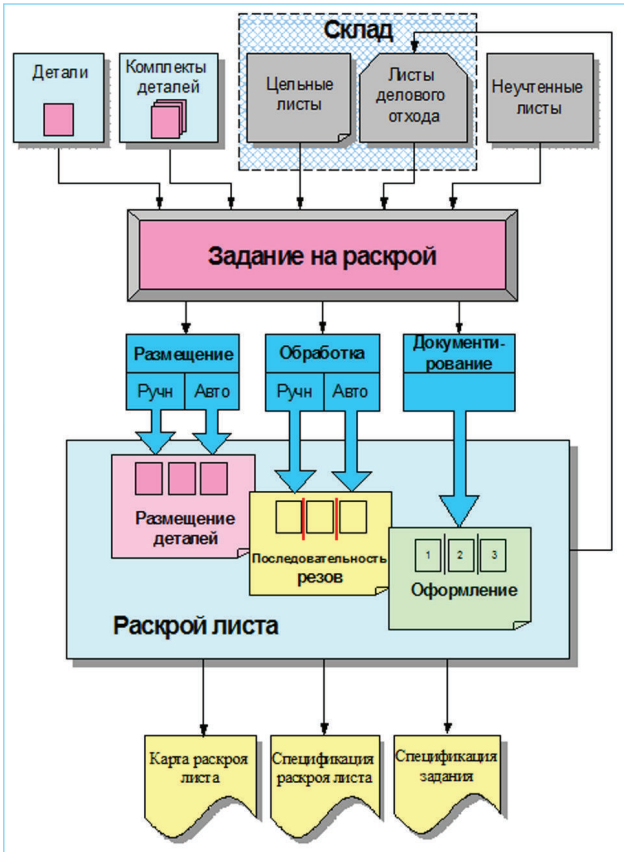 Склад
Детали
Комплекты
деталей
Цельные
листы
Листы
делового
отхода
Неучтенные
листы
Задание на раскрой
Размещение
Ручн
Авто
Обработка
Ручн
Авто
Документи-
рование
Размещение
деталей
Последовательность
резов
1
2
3
Оформление
Раскрой листа
Карта раскроя
листа
Спецификация
раскроя листа
Спецификация
задания